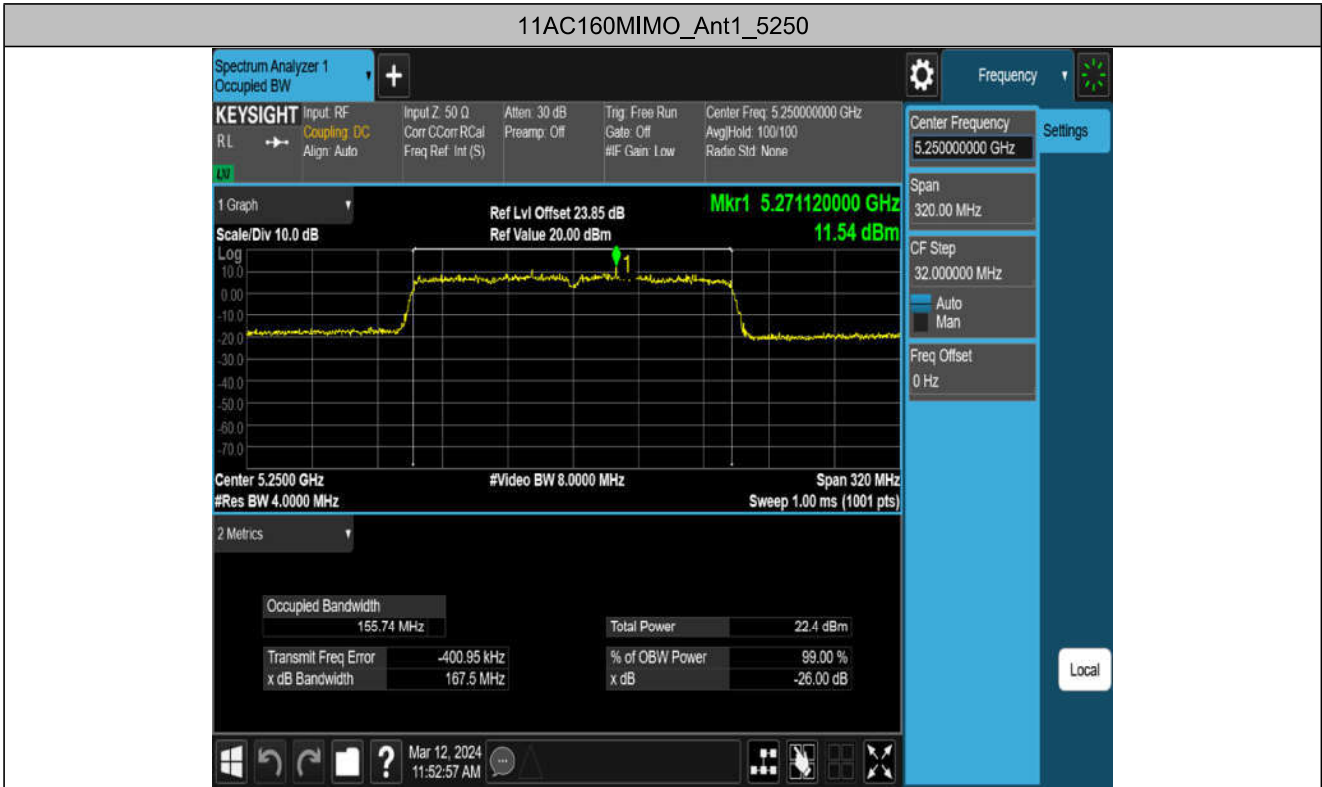 11AC160MIMO_Ant1_5250
Spectrum Analyzer 1
Occupied BW
+
Frequency
KEYSIGHT
R L
Input: RF
Coupling: DC
Align: Auto
Input Z: 50 Ω
Corr CCorr RCal
Freq Ref: Int (S)
Atten: 30 dB
Preamp: Off
Trig: Free Run
Gate: Off
#IF Gain: Low
Center Freq: 5.250000000 GHz
Avg|Hold: 100/100
Radio Std: None
Center Frequency
5.250000000 GHz
Settings
Span
320.00 MHz
CF Step
32.000000 MHz
Auto
Man
Freq Offset
0 Hz
1 Graph
Scale/Div 10.0 dB
Ref Lvl Offset 23.85 dB
Ref Value 20.00 dBm
Mkr1 5.271120000 GHz
11.54 dBm
Log
10.0
0.00
-10.0
-20.0
-30.0
-40.0
-50.0
-60.0
-70.0
1
Center 5.2500 GHz
#Video BW 8.0000 MHz
Span 320 MHz
#Res BW 4.0000 MHz
Sweep 1.00 ms (1001 pts)
2 Metrics
Occupied Bandwidth
155.74 MHz
Total Power 22.4 dBm
Transmit Freq Error -400.95 kHz
% of OBW Power 99.00 %
x dB Bandwidth 167.5 MHz
x dB -26.00 dB
Local
?
Mar 12, 2024
11:52:57 AM